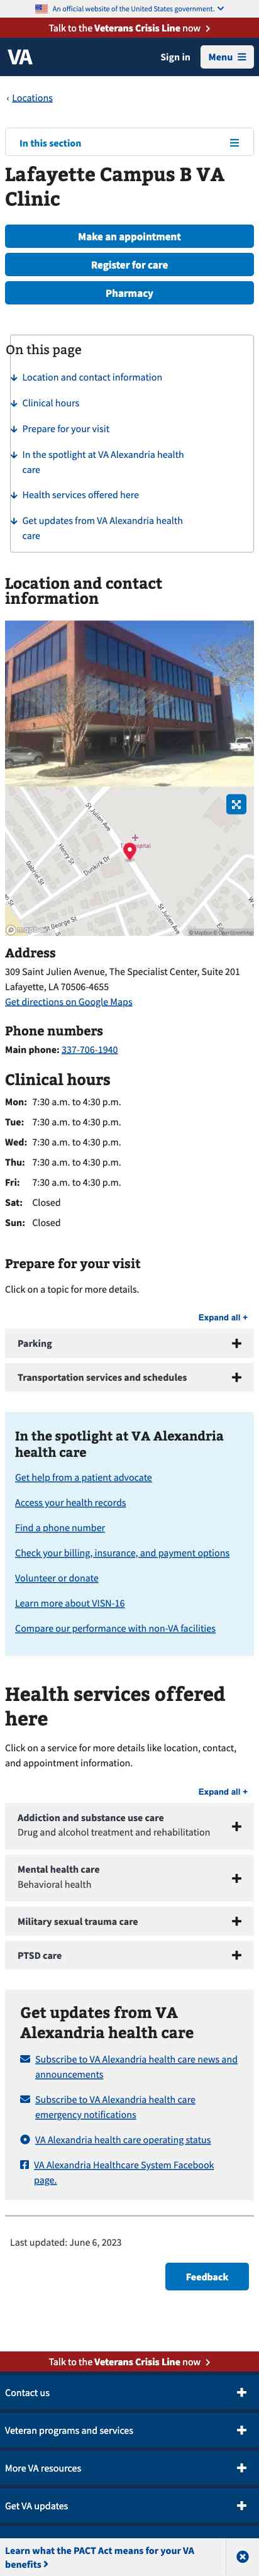 An official website of the United States government.
Talk to the Veterans Crisis Line now
VA
Sign in
Menu
‹ Locations
In this section
Lafayette Campus B VA
Clinic
Make an appointment
Register for care
Pharmacy
On this page
Location and contact information
Clinical hours
Prepare for your visit
In the spotlight at VA Alexandria health
care
Health services offered here
Get updates from VA Alexandria health
care
Location and contact
information
St Julien Ave
Henry St
Gabriel St
Dunkirk Dr
St George St
St Julien Ave
mapbox
© Mapbox © OpenStreetMap
Address
309 Saint Julien Avenue, The Specialist Center, Suite 201
Lafayette, LA 70506-4655
Get directions on Google Maps
Phone numbers
Main phone: 337-706-1940
Clinical hours
Mon: 7:30 a.m. to 4:30 p.m.
Tue: 7:30 a.m. to 4:30 p.m.
Wed: 7:30 a.m. to 4:30 p.m.
Thu: 7:30 a.m. to 4:30 p.m.
Fri: 7:30 a.m. to 4:30 p.m.
Sat: Closed
Sun: Closed
Prepare for your visit
Click on a topic for more details.
Expand all +
Parking
Transportation services and schedules
In the spotlight at VA Alexandria
health care
Get help from a patient advocate
Access your health records
Find a phone number
Check your billing, insurance, and payment options
Volunteer or donate
Learn more about VISN-16
Compare our performance with non-VA facilities
Health services offered
here
Click on a service for more details like location, contact,
and appointment information.
Expand all +
Addiction and substance use care
Drug and alcohol treatment and rehabilitation
Mental health care
Behavioral health
Military sexual trauma care
PTSD care
Get updates from VA
Alexandria health care
Subscribe to VA Alexandria health care news and
announcements
Subscribe to VA Alexandria health care
emergency notifications
VA Alexandria health care operating status
VA Alexandria Healthcare System Facebook
page.
Last updated: June 6, 2023
Feedback
Talk to the Veterans Crisis Line now
Contact us
Veteran programs and services
More VA resources
Get VA updates
Learn what the PACT Act means for your VA
benefits